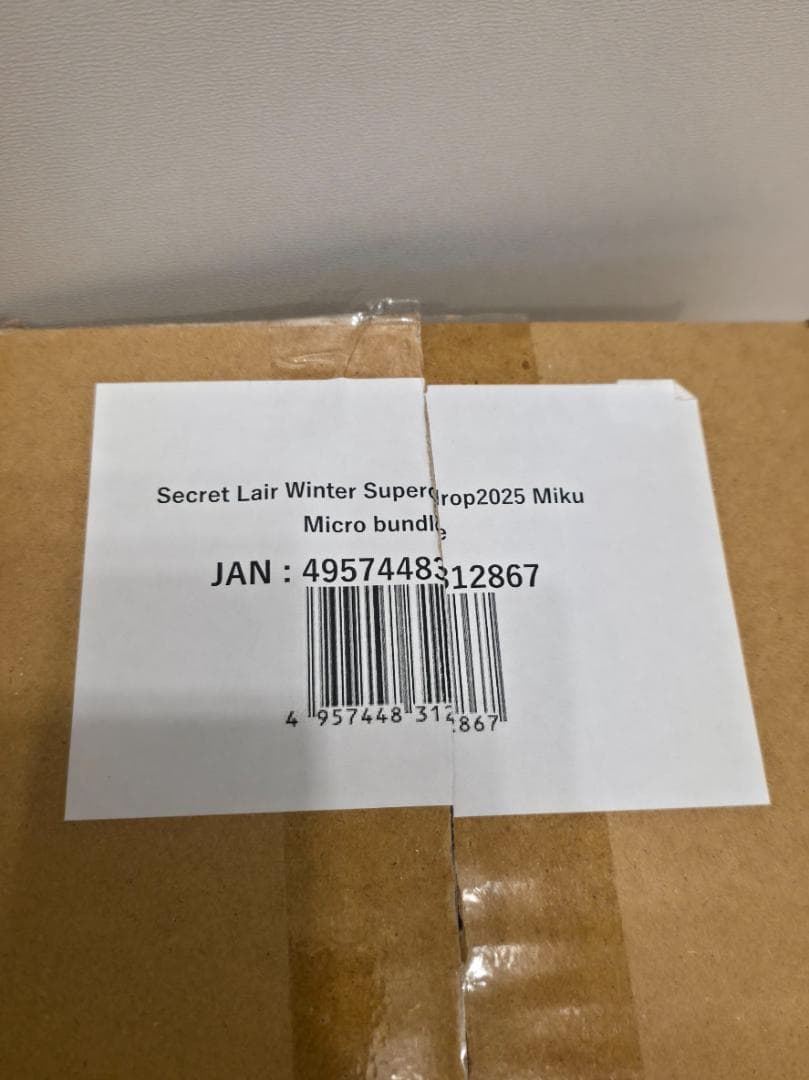 Secret Lair Winter Superdrop2025 Miku
Micro bundle
JAN : 4957448312867
4 957448 312867